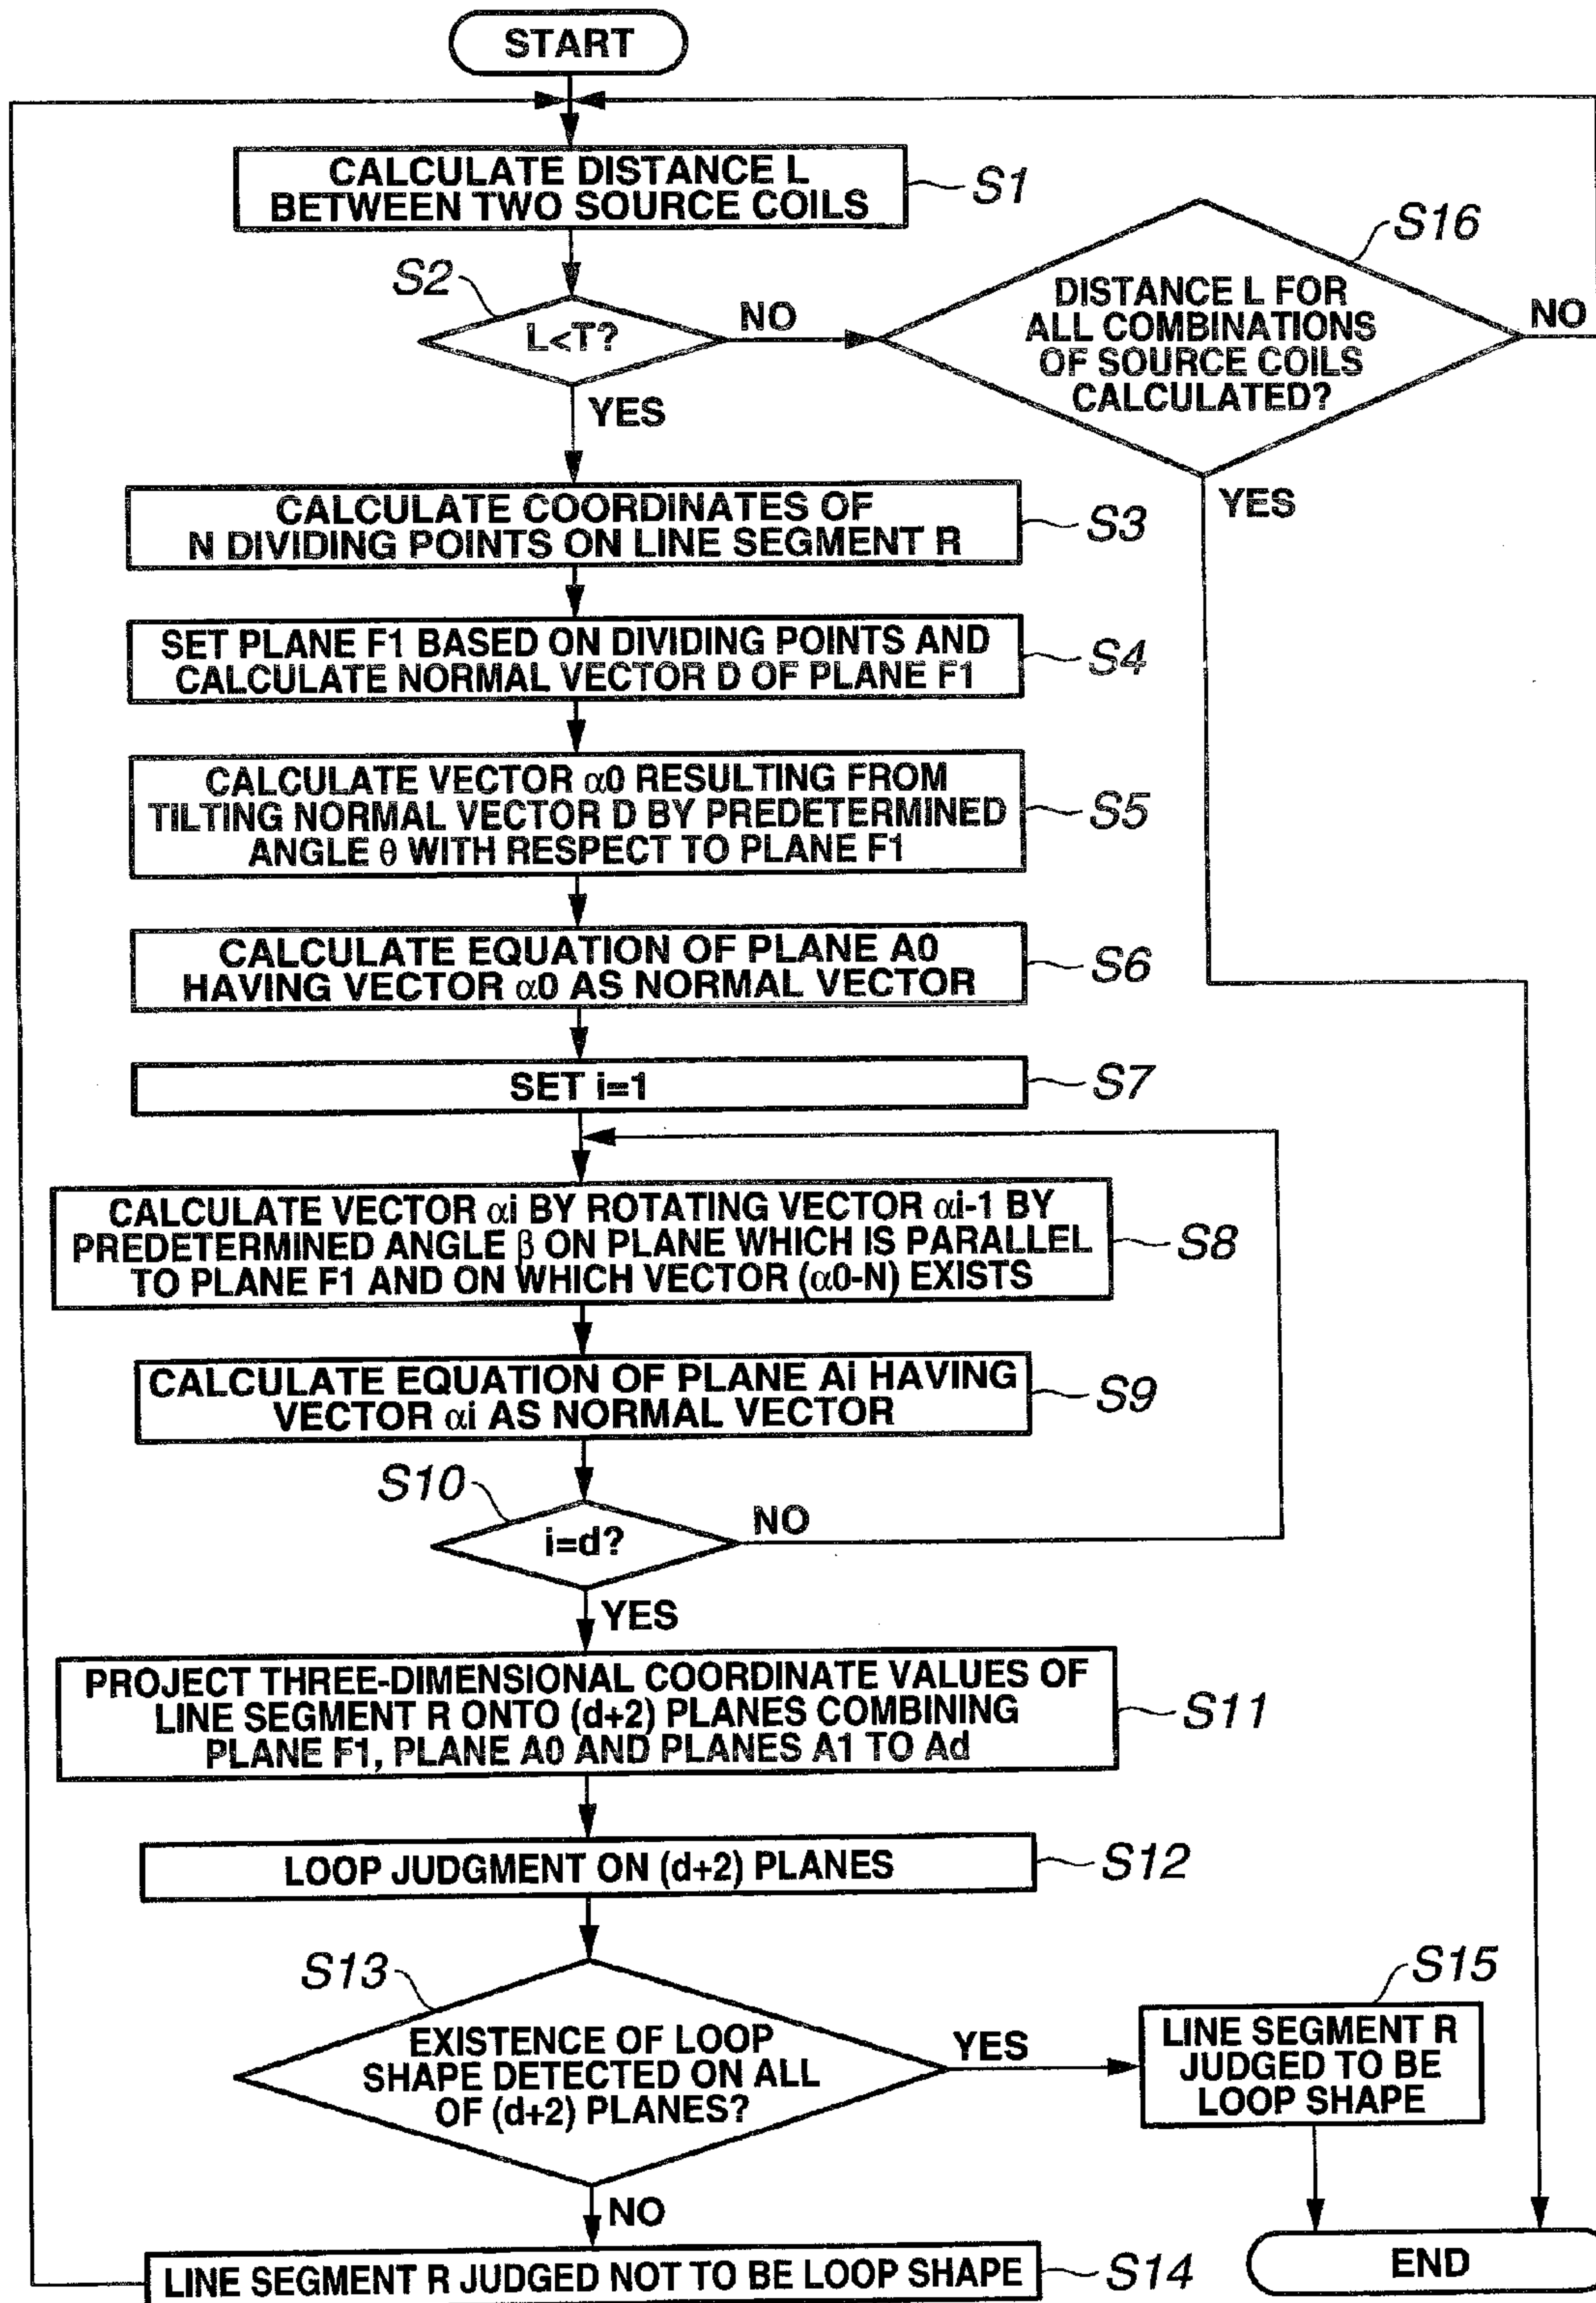 START
CALCULATE DISTANCE L
BETWEEN TWO SOURCE COILS
S1
S2
L<T?
NO
YES
S16
DISTANCE L FOR
ALL COMBINATIONS
OF SOURCE COILS
CALCULATED?
NO
YES
CALCULATE COORDINATES OF
N DIVIDING POINTS ON LINE SEGMENT R
S3
SET PLANE F1 BASED ON DIVIDING POINTS AND
CALCULATE NORMAL VECTOR D OF PLANE F1
S4
CALCULATE VECTOR α0 RESULTING FROM
TILTING NORMAL VECTOR D BY PREDETERMINED
ANGLE θ WITH RESPECT TO PLANE F1
S5
CALCULATE EQUATION OF PLANE A0
HAVING VECTOR α0 AS NORMAL VECTOR
S6
SET i=1
S7
CALCULATE VECTOR αi BY ROTATING VECTOR αi-1 BY
PREDETERMINED ANGLE β ON PLANE WHICH IS PARALLEL
TO PLANE F1 AND ON WHICH VECTOR (α0-N) EXISTS
S8
CALCULATE EQUATION OF PLANE Ai HAVING
VECTOR αi AS NORMAL VECTOR
S9
S10
i=d?
NO
YES
PROJECT THREE-DIMENSIONAL COORDINATE VALUES OF
LINE SEGMENT R ONTO (d+2) PLANES COMBINING
PLANE F1, PLANE A0 AND PLANES A1 TO Ad
S11
LOOP JUDGMENT ON (d+2) PLANES
S12
S13
EXISTENCE OF LOOP
SHAPE DETECTED ON ALL
OF (d+2) PLANES?
YES
NO
S15
LINE SEGMENT R
JUDGED TO BE
LOOP SHAPE
LINE SEGMENT R JUDGED NOT TO BE LOOP SHAPE
S14
END